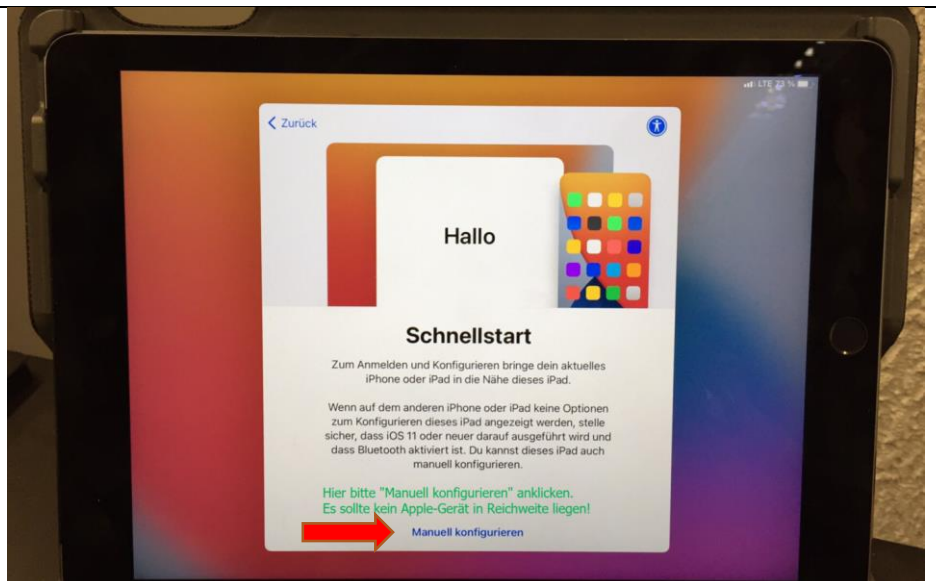 LTE 73 %
Zurück
Hallo
Schnellstart
Zum Anmelden und Konfigurieren bringe dein aktuelles
iPhone oder iPad in die Nähe dieses iPad.
Wenn auf dem anderen iPhone oder iPad keine Optionen
zum Konfigurieren dieses iPad angezeigt werden, stelle
sicher, dass iOS 11 oder neuer darauf ausgeführt wird und
dass Bluetooth aktiviert ist. Du kannst dieses iPad auch
manuell konfigurieren.
Hier bitte "Manuell konfigurieren" anklicken.
Es sollte kein Apple-Gerät in Reichweite liegen!
Manuell konfigurieren